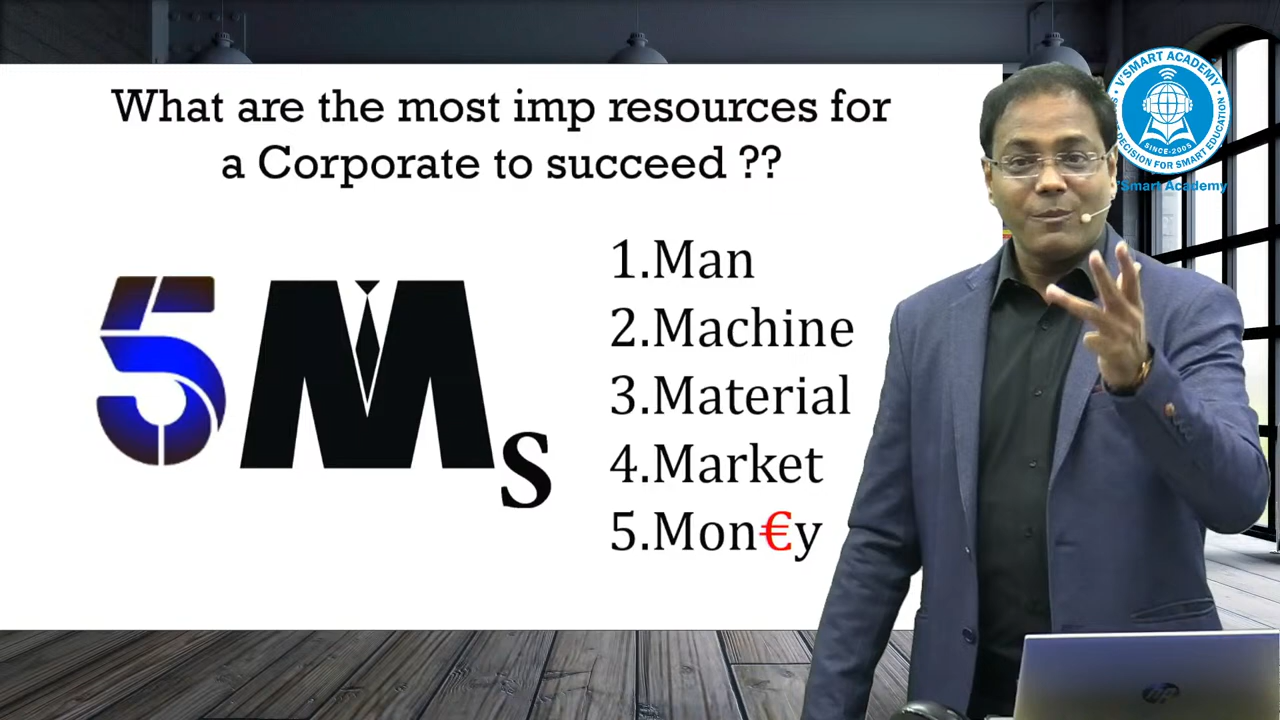 What are the most imp resources for
a Corporate to succeed ??
5Ms
1.Man
2.Machine
3.Material
4.Market
5.Mon€y
V'SMART ACADEMY
DECISION FOR SMART EDUCATION
SINCE-2005
Smart Academy
hp